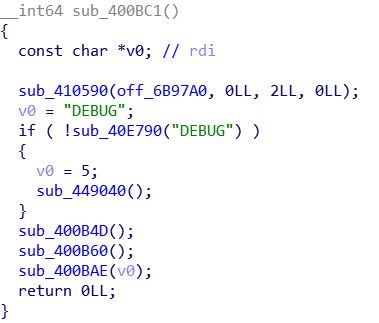 __int64 sub_400BC1()
{
  const char *v0; // rdi

  sub_410590(off_6B97A0, 0LL, 2LL, 0LL);
  v0 = "DEBUG";
  if ( !sub_40E790("DEBUG") )
  {
    v0 = 5;
    sub_449040();
  }
  sub_400B4D();
  sub_400B60();
  sub_400BAE(v0);
  return 0LL;
}